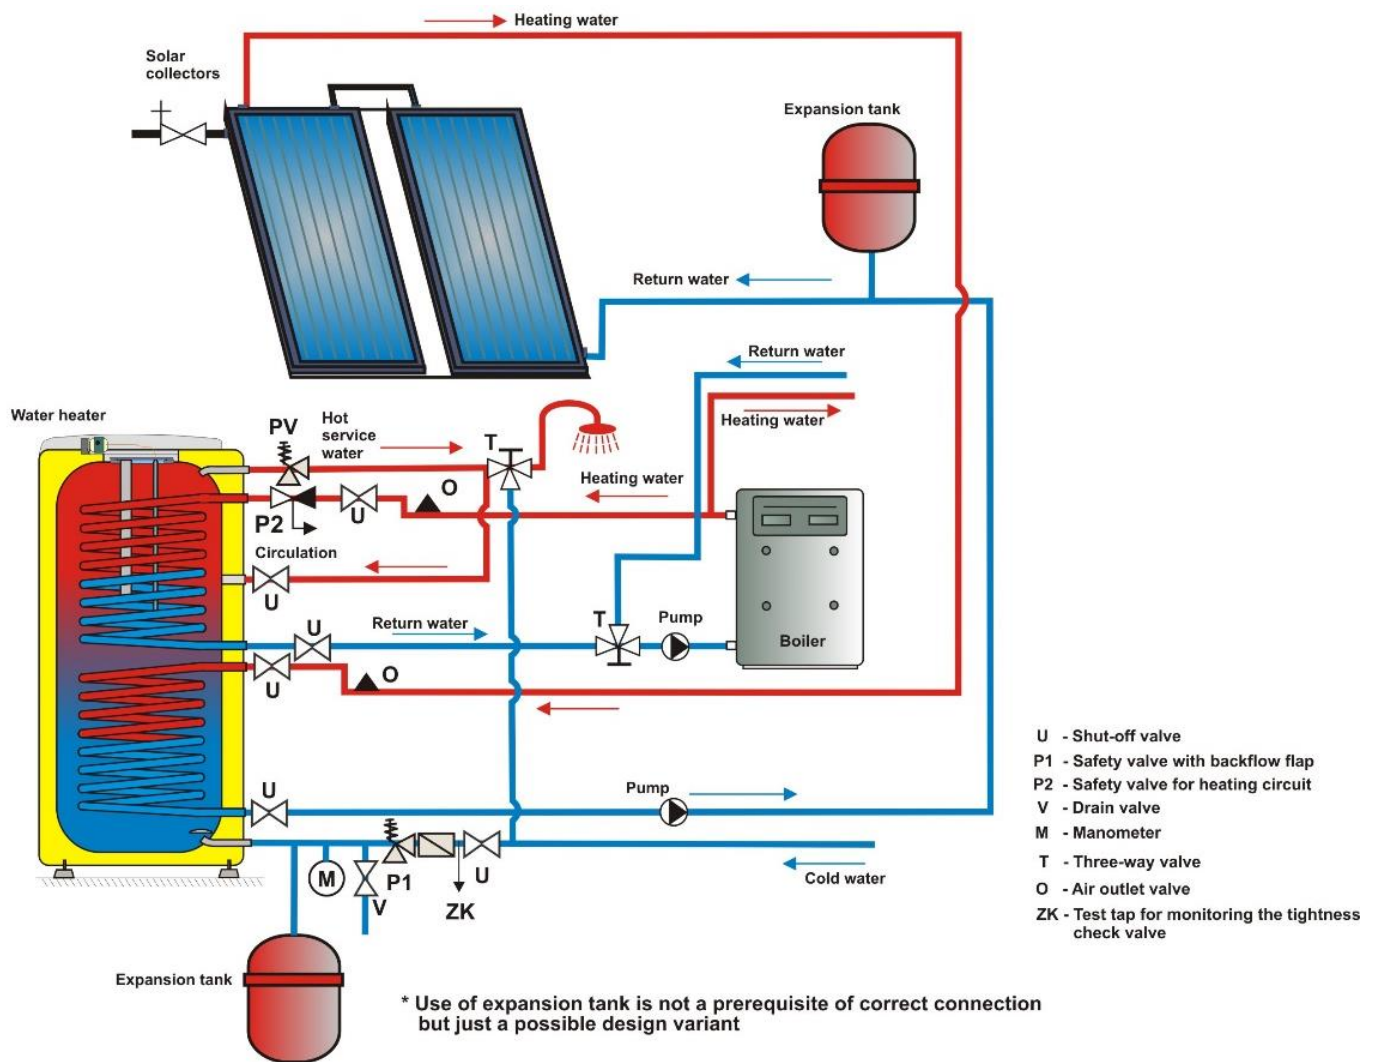 Heating water
Solar
collectors
Expansion tank
Return water
Return water
Water heater
PV
Hot
service
water
T
Heating water
Heating water
O
P2
U
Circulation
U
U
Return water
T
Pump
Boiler
U
O
U
Pump
M
V
P1
ZK
U
Cold water
Expansion tank
U - Shut-off valve
P1 - Safety valve with backflow flap
P2 - Safety valve for heating circuit
V - Drain valve
M - Manometer
T - Three-way valve
O - Air outlet valve
ZK - Test tap for monitoring the tightness
check valve
* Use of expansion tank is not a prerequisite of correct connection
but just a possible design variant